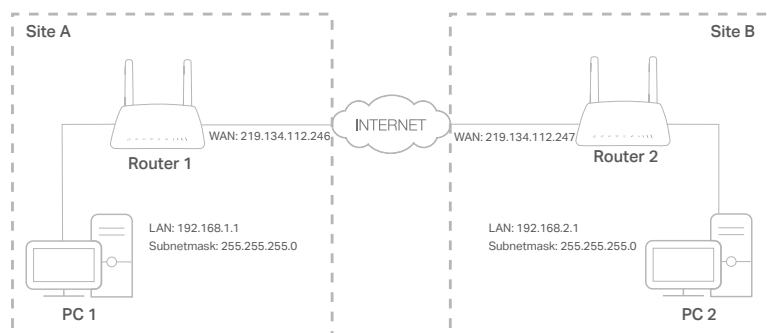 Site A
Site B
INTERNET
WAN: 219.134.112.246
WAN: 219.134.112.247
Router 1
Router 2
LAN: 192.168.1.1
Subnetmask: 255.255.255.0
LAN: 192.168.2.1
Subnetmask: 255.255.255.0
PC 1
PC 2